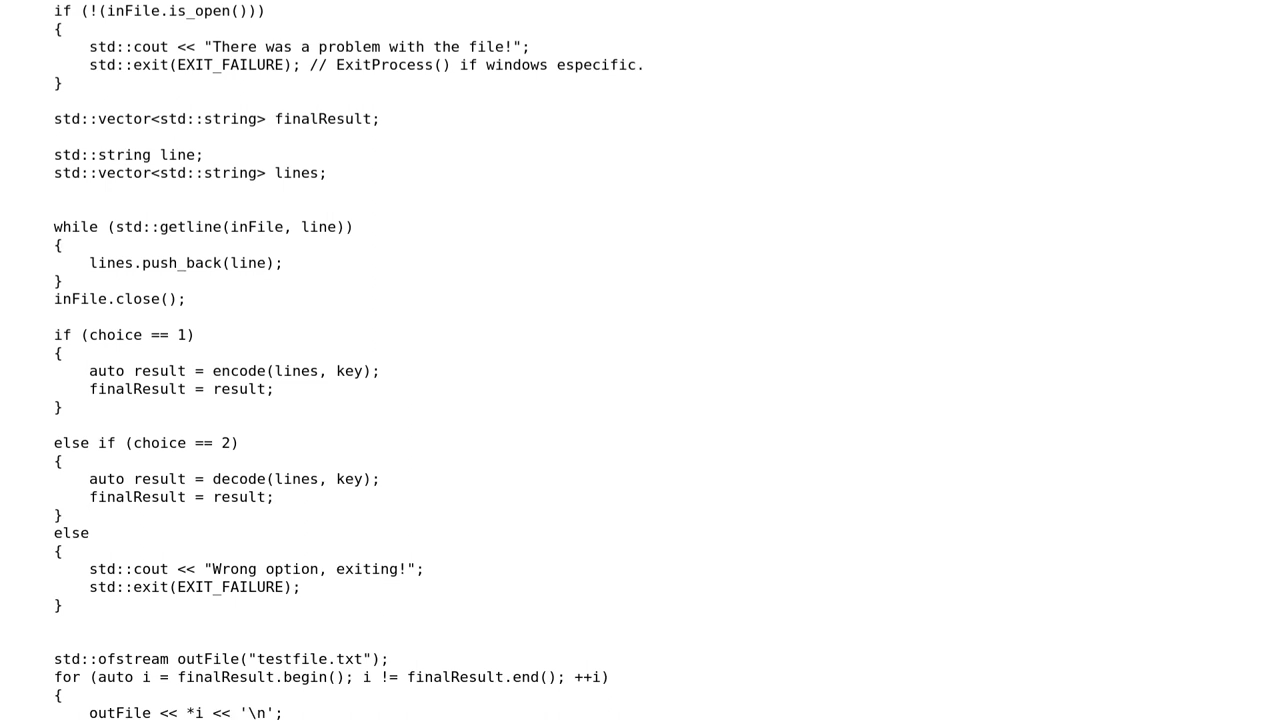 if (!(inFile.is_open()))
{
    std::cout << "There was a problem with the file!";
    std::exit(EXIT_FAILURE); // ExitProcess() if windows especific.
}
std::vector<std::string> finalResult;
std::string line;
std::vector<std::string> lines;
while (std::getline(inFile, line))
{
    lines.push_back(line);
}
inFile.close();
if (choice == 1)
{
    auto result = encode(lines, key);
    finalResult = result;
}
else if (choice == 2)
{
    auto result = decode(lines, key);
    finalResult = result;
}
else
{
    std::cout << "Wrong option, exiting!";
    std::exit(EXIT_FAILURE);
}
std::ofstream outFile("testfile.txt");
for (auto i = finalResult.begin(); i != finalResult.end(); ++i)
{
    outFile << *i << '\n';